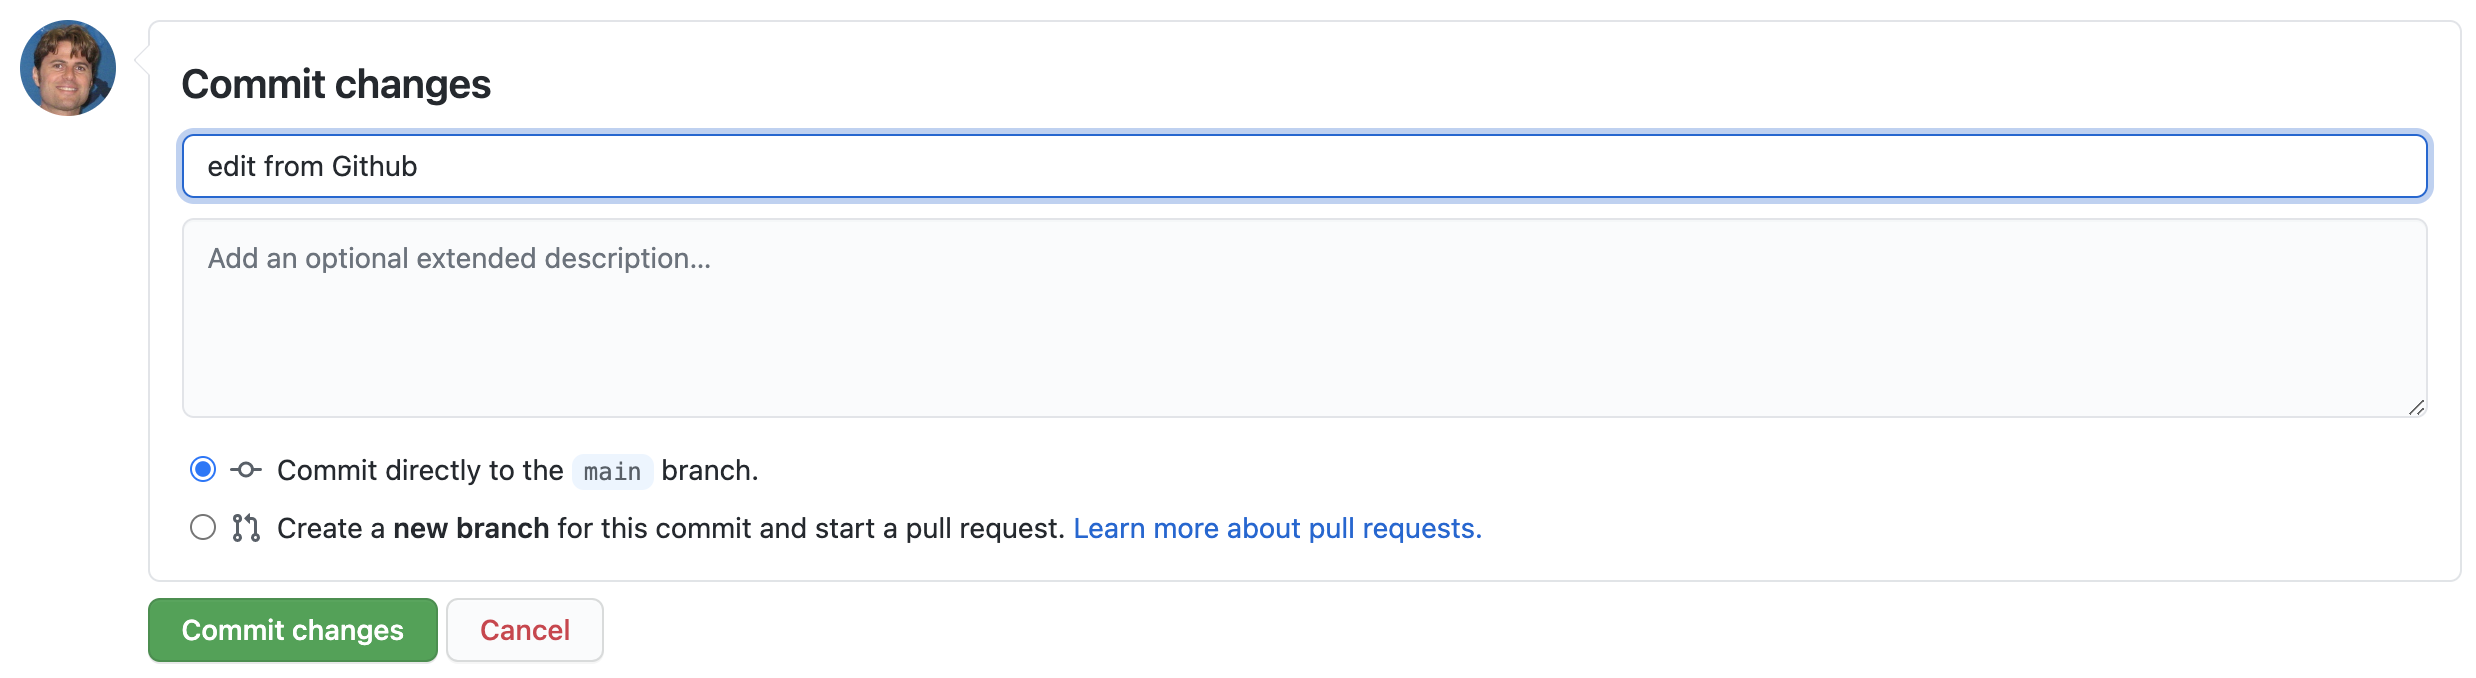 Commit changes
edit from Github
Add an optional extended description...
Commit directly to the main branch.
Create a new branch for this commit and start a pull request. Learn more about pull requests.
Commit changes
Cancel